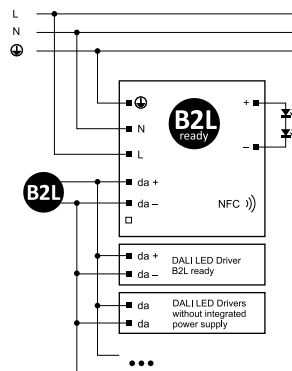 L
N
B2L
ready
+
N
L
–
B2L
da +
da –
NFC
da +
da –
DALI LED Driver
B2L ready
da
da
DALI LED Drivers
without integrated
power supply